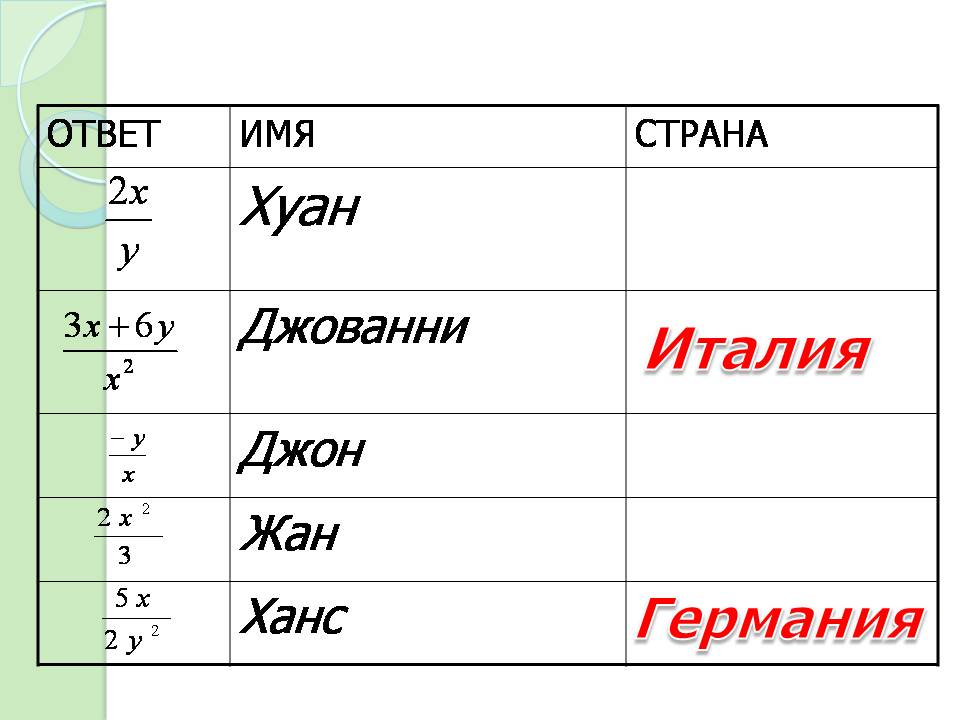 ОТВЕТ ИМЯ СТРАНА
2x/y Хуан
3x+6y/x² Джованни Италия
−y/x Джон
2x²/3 Жан
5x/2y² Ханс Германия